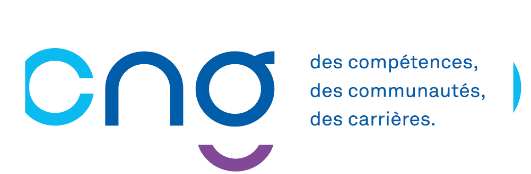 cng
des compétences,
des communautés,
des carrières.